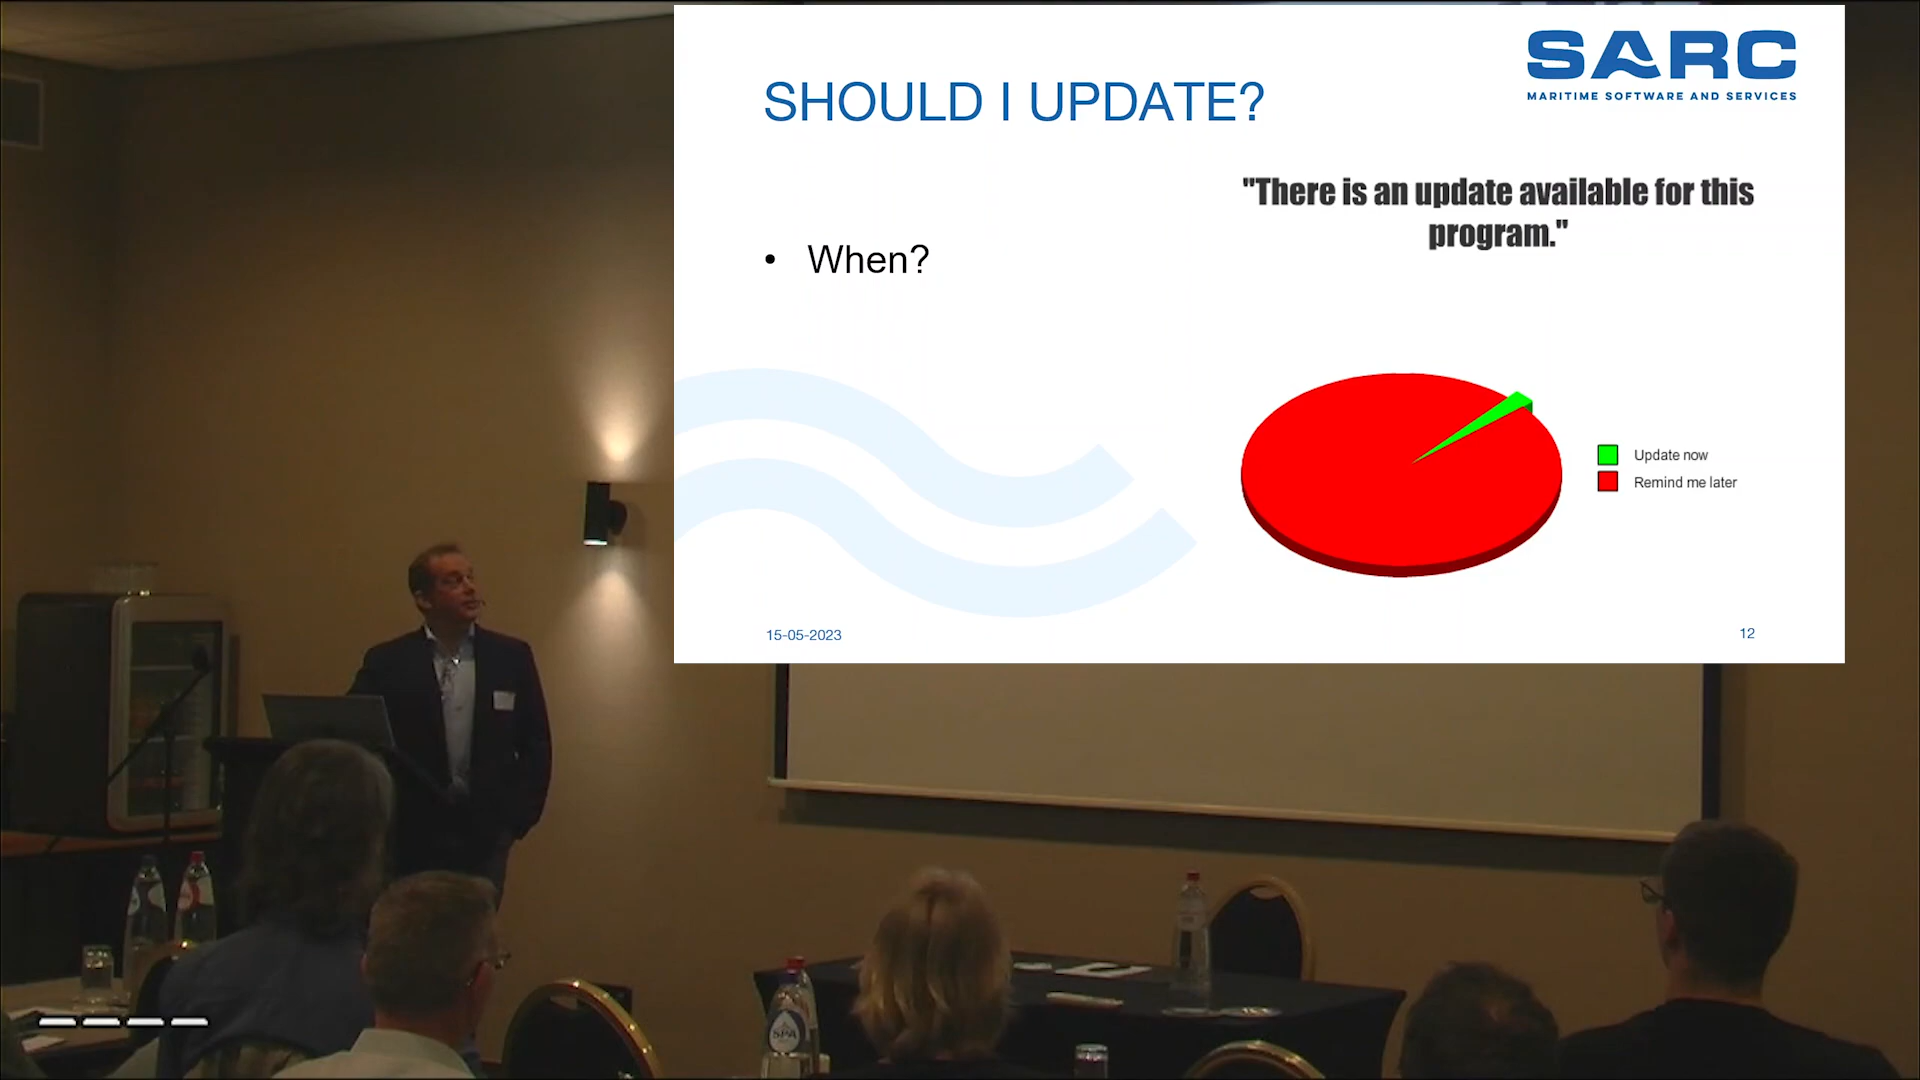 SARC
MARITIME SOFTWARE AND SERVICES
SHOULD I UPDATE?
"There is an update available for this
program."
• When?
Update now
Remind me later
15-05-2023
12
SPA